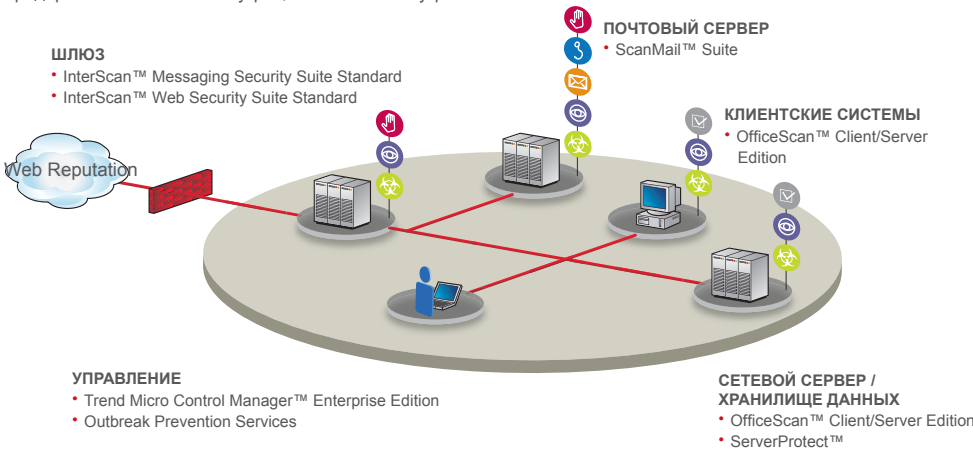 ПОЧТОВЫЙ СЕРВЕР
• ScanMail™ Suite
ШЛЮЗ
• InterScan™ Messaging Security Suite Standard
• InterScan™ Web Security Suite Standard
КЛИЕНТСКИЕ СИСТЕМЫ
• OfficeScan™ Client/Server
Edition
Web Reputation
УПРАВЛЕНИЕ
• Trend Micro Control Manager™ Enterprise Edition
• Outbreak Prevention Services
СЕТЕВОЙ СЕРВЕР /
ХРАНИЛИЩЕ ДАННЫХ
• OfficeScan™ Client/Server Edition
• ServerProtect™